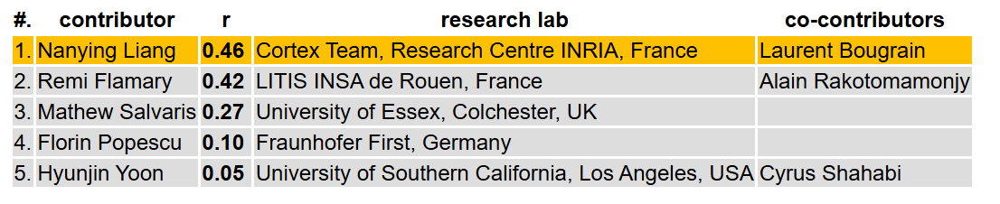 #. contributor r research lab co-contributors
1. Nanying Liang 0.46 Cortex Team, Research Centre INRIA, France Laurent Bougrain
2. Remi Flamary 0.42 LITIS INSA de Rouen, France Alain Rakotomamonjy
3. Mathew Salvaris 0.27 University of Essex, Colchester, UK
4. Florin Popescu 0.10 Fraunhofer First, Germany
5. Hyunjin Yoon 0.05 University of Southern California, Los Angeles, USA Cyrus Shahabi